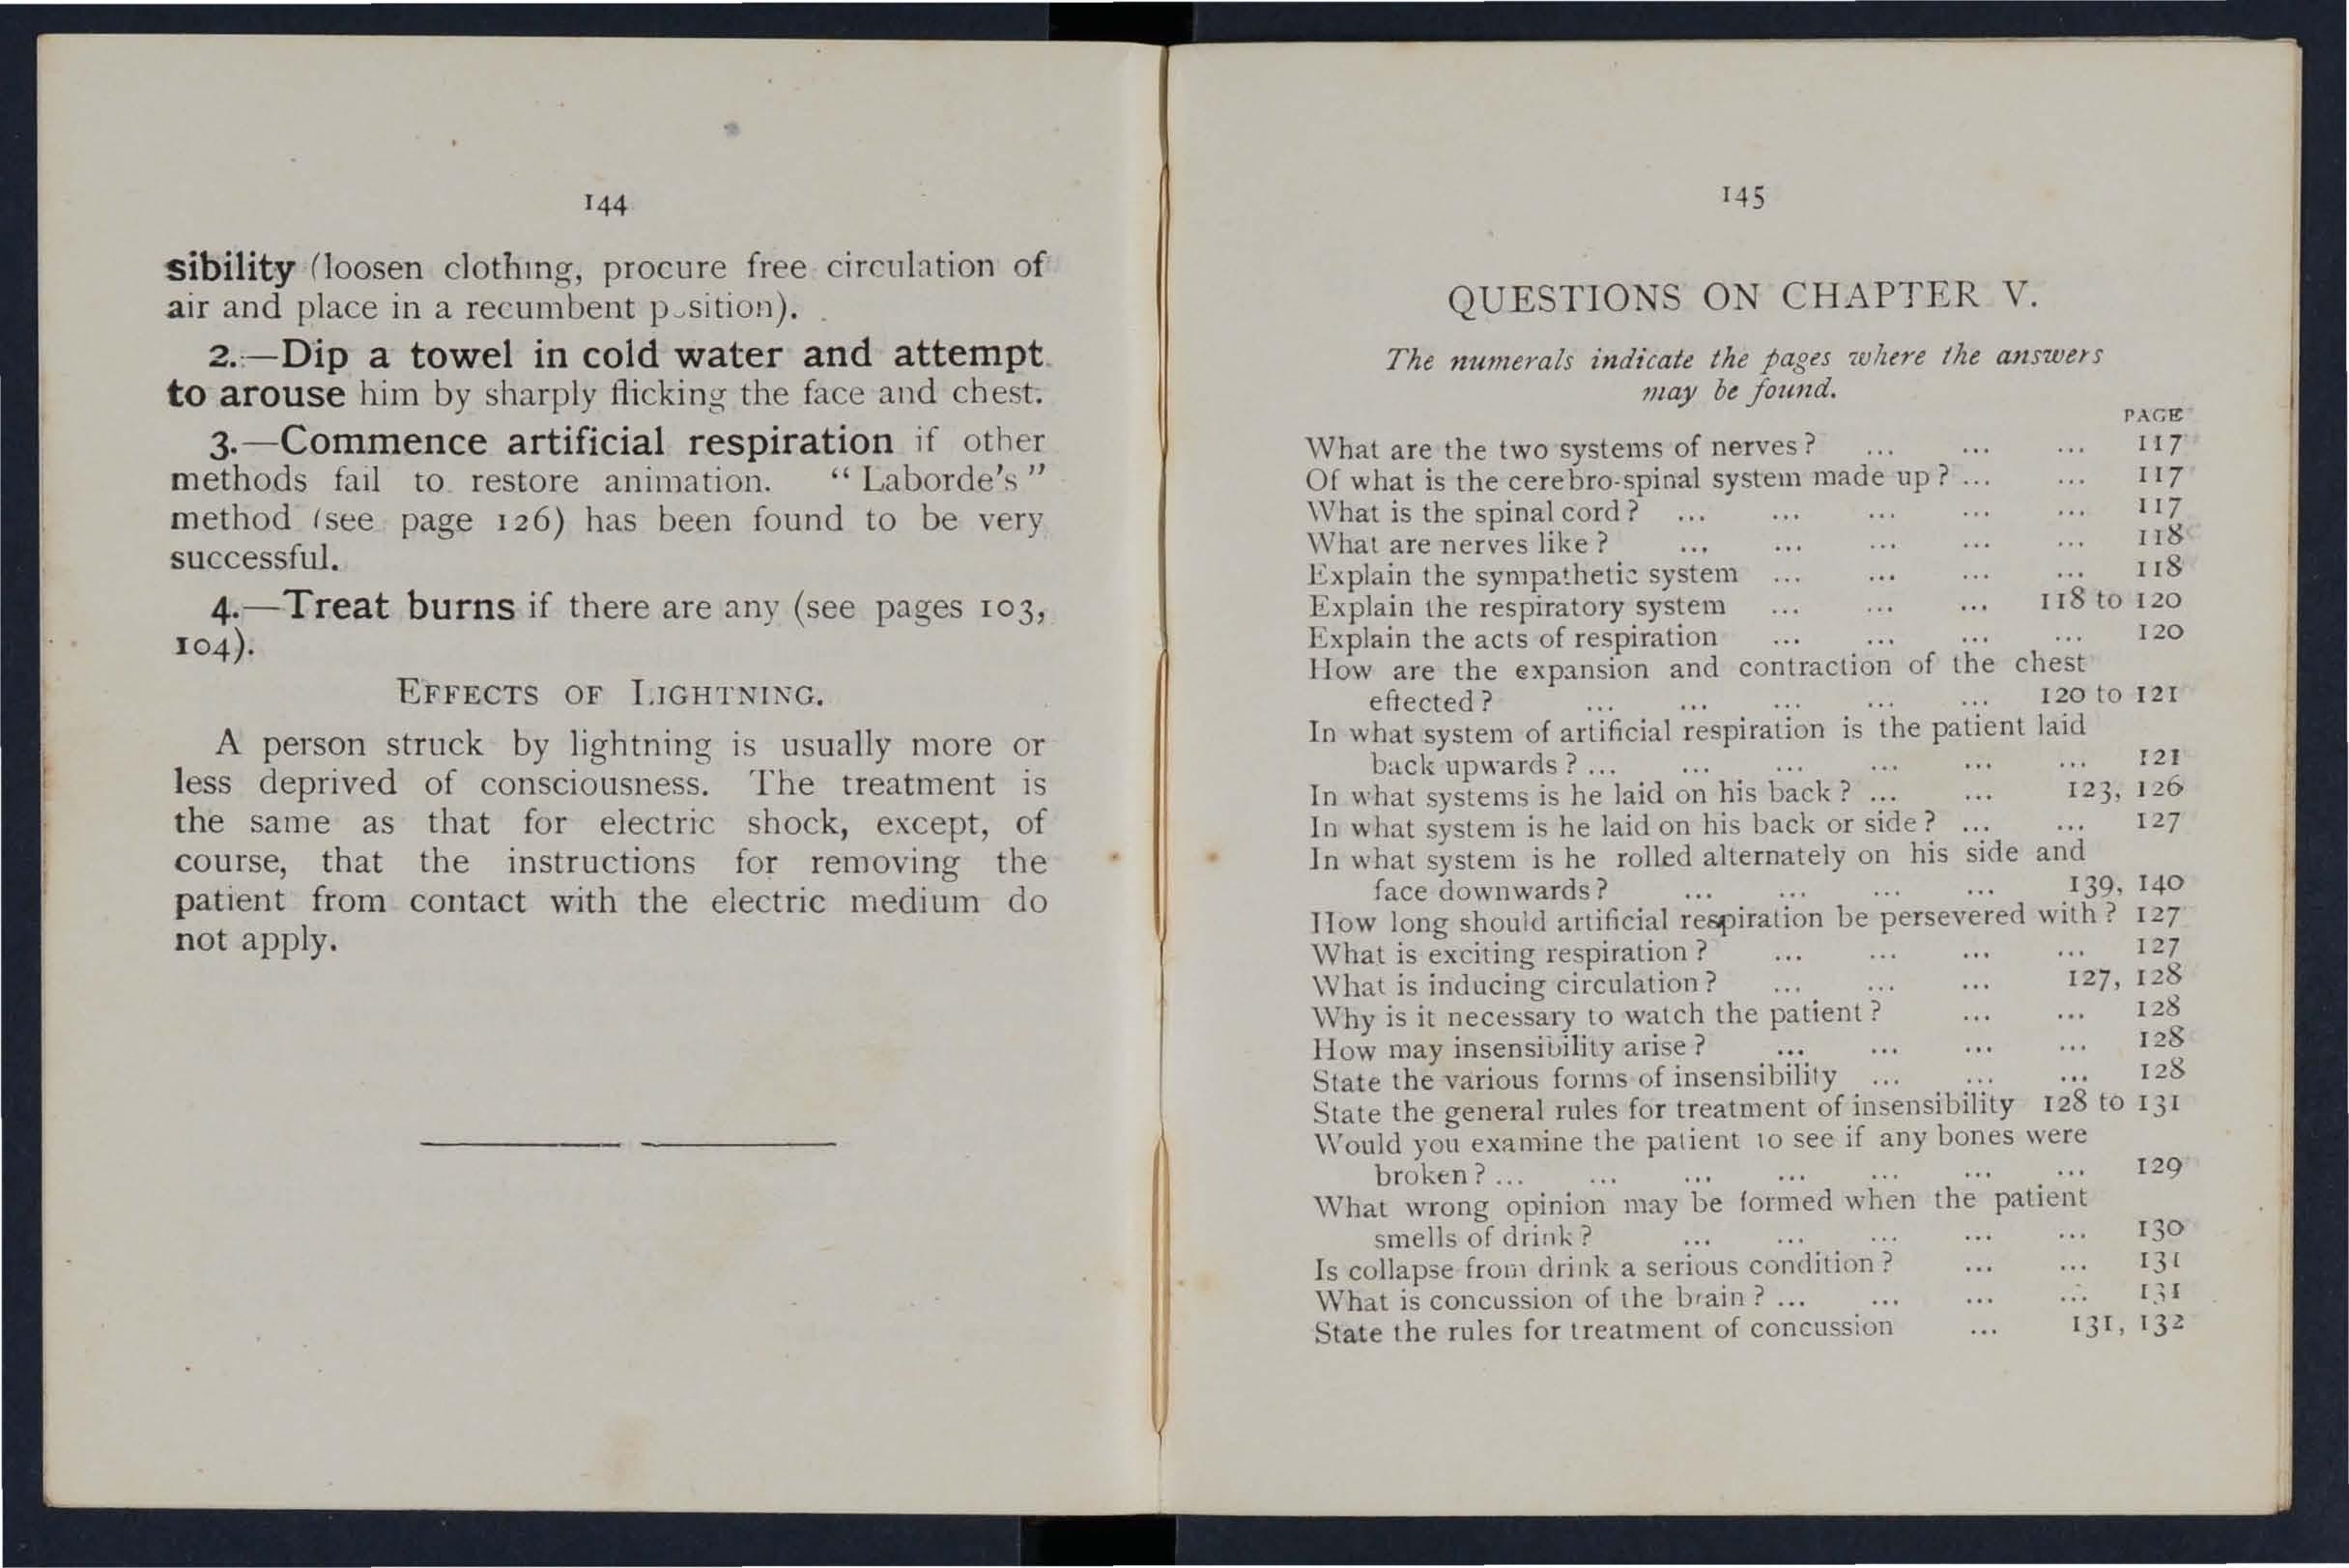 144
sibility (loosen clothing, procure free circulation of
air and place in a recumbent position).
2.—Dip a towel in cold water and attempt
to arouse him by sharply flicking the face and chest.
3.—Commence artificial respiration if other
methods fail to restore animation. “Laborde’s”
method (see page 126) has been found to be very
successful.
4.—Treat burns if there are any (see pages 103,
104).
EFFECTS OF LIGHTNING.
A person struck by lightning is usually more or
less deprived of consciousness. The treatment is
the same as that for electric shock, except, of
course, that the instructions for removing the
patient from contact with the electric medium do
not apply.
145
QUESTIONS ON CHAPTER V.
The numerals indicate the pages where the answers
may be found.
PAGE
What are the two systems of nerves? ... ... ... 117
Of what is the cerebro-spinal system made up? ... ... 117
What is the spinal cord? ... ... ... ... ... 117
What are nerves like? ... ... ... ... ... 118
Explain the sympathetic system ... ... ... ... 118
Explain the respiratory system ... ... ... 118 to 120
Explain the acts of respiration ... ... ... ... 120
How are the expansion and contraction of the chest
effected? ... ... ... ... ... 120 to 121
In what system of artificial respiration is the patient laid
back upwards? ... ... ... ... ... ... 121
In what systems is he laid on his back? ... ... 123, 126
In what system is he laid on his back or side? ... ... 127
In what system is he rolled alternately on his side and
face downwards? ... ... ... ... 139, 140
How long should artificial respiration be persevered with? 127
What is exciting respiration? ... ... ... ... 127
What is inducing circulation? ... ... ... 127, 128
Why is it necessary to watch the patient? ... ... 128
How may insensibility arise? ... ... ... ... 128
State the various forms of insensibility ... ... ... 128
State the general rules for treatment of insensibility 128 to 131
Would you examine the patient to see if any bones were
broken? ... ... ... ... ... ... ... 129
What wrong opinion may be formed when the patient
smells of drink? ... ... ... ... ... 130
Is collapse from drink a serious condition? ... ... 131
What is concussion of the brain? ... ... ... ... 131
State the rules for treatment of concussion ... 131, 132